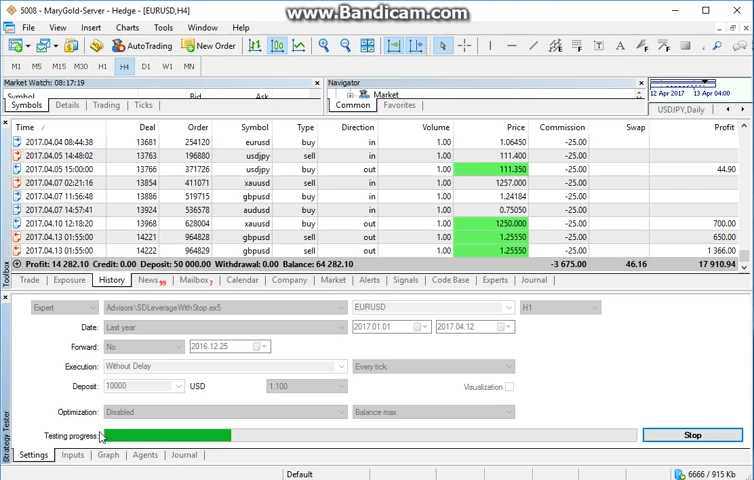 5008 - MaryGold-Server - Hedge - [EURUSD,H4]
www.Bandicam.com
File View Insert Charts Tools Window Help
AutoTrading New Order
M1 M5 M15 M30 H1 H4 D1 W1 MN
Market Watch: 08:17:19
Navigator
Symbol Bid Ask
Market
12 Apr 2017 13 Apr 04:00
Symbols Details Trading Ticks
Common Favorites
USDJPY,Daily
Time Deal Order Symbol Type Direction Volume Price Commission Swap Profit
2017.04.04 08:44:38 13681 254120 eurusd buy in 1.00 1.06450 -25.00
2017.04.05 14:48:02 13763 196880 usdjpy sell in 1.00 111.400 -25.00
2017.04.05 15:00:00 13766 371726 usdjpy buy out 1.00 111.350 -25.00 44.90
2017.04.07 02:21:16 13854 411071 xauusd sell in 1.00 1257.000 -25.00
2017.04.07 11:56:48 13886 519715 gbpusd buy in 1.00 1.24184 -25.00
2017.04.07 14:57:41 13924 536578 audusd buy in 1.00 0.75050 -25.00
2017.04.10 12:18:20 13968 628004 xauusd buy out 1.00 1250.000 -25.00 700.00
2017.04.13 01:55:00 14221 964828 gbpusd sell out 1.00 1.25550 -25.00 650.00
2017.04.13 01:55:00 14222 964829 gbpusd sell out 1.00 1.25550 -25.00 1 366.00
Profit: 14 282.10 Credit: 0.00 Deposit: 50 000.00 Withdrawal: 0.00 Balance: 64 282.10 -3 675.00 46.16 17 910.94
Toolbox
Trade Exposure History News 99 Mailbox 7 Calendar Company Market Alerts Signals Code Base Experts Journal
Expert Advisors\SDLeverageWithStop.ex5 EURUSD H1
Date: Last year 2017.01.01 2017.04.12
Forward: No 2016.12.25
Execution: Without Delay Every tick
Deposit: 10000 USD 1:100 Visualization
Optimization: Disabled Balance max
Testing progress: Stop
Strategy Tester
Settings Inputs Graph Agents Journal
Default 6666 / 915 Kb